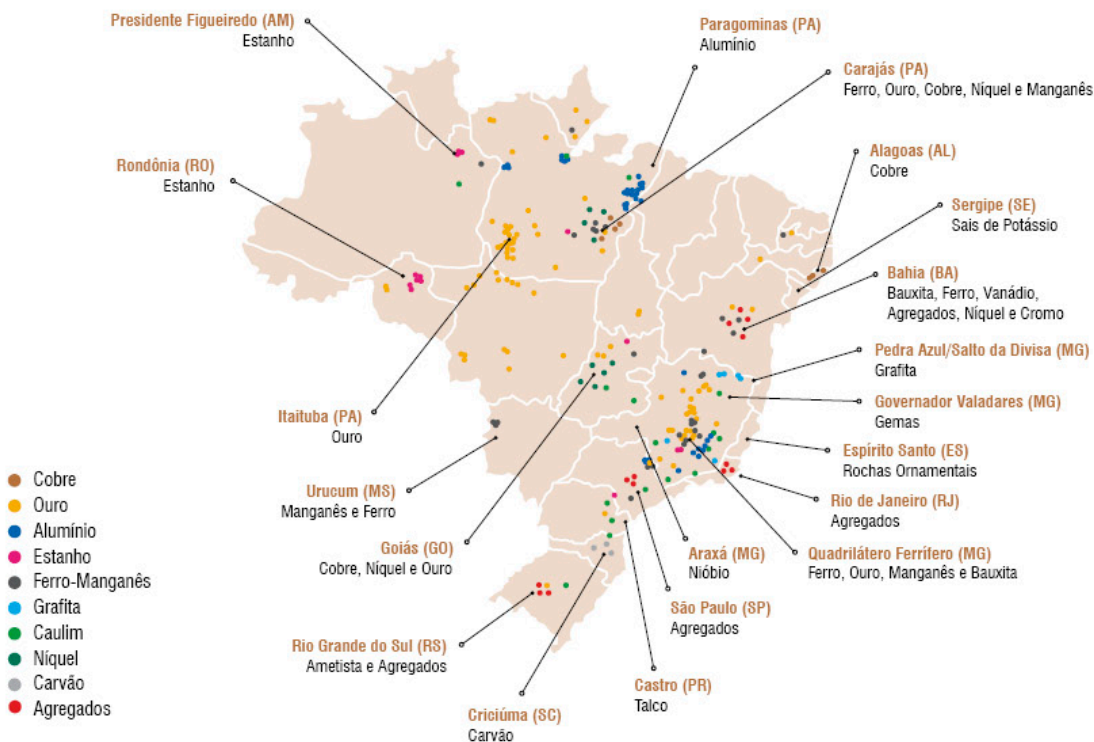 Presidente Figueiredo (AM)
Estanho
Paragominas (PA)
Alumínio
Carajás (PA)
Ferro, Ouro, Cobre, Níquel e Manganês
Rondônia (RO)
Estanho
Alagoas (AL)
Cobre
Sergipe (SE)
Sais de Potássio
Bahia (BA)
Bauxita, Ferro, Vanádio,
Agregados, Níquel e Cromo
Pedra Azul/Salto da Divisa (MG)
Grafita
Governador Valadares (MG)
Gemas
Itaituba (PA)
Ouro
Espírito Santo (ES)
Rochas Ornamentais
Urucum (MS)
Manganês e Ferro
Rio de Janeiro (RJ)
Agregados
Goiás (GO)
Cobre, Níquel e Ouro
Araxá (MG)
Nióbio
Quadrilátero Ferrífero (MG)
Ferro, Ouro, Manganês e Bauxita
São Paulo (SP)
Agregados
Rio Grande do Sul (RS)
Ametista e Agregados
Castro (PR)
Talco
Criciúma (SC)
Carvão
Cobre
Ouro
Alumínio
Estanho
Ferro-Manganês
Grafita
Caulim
Níquel
Carvão
Agregados